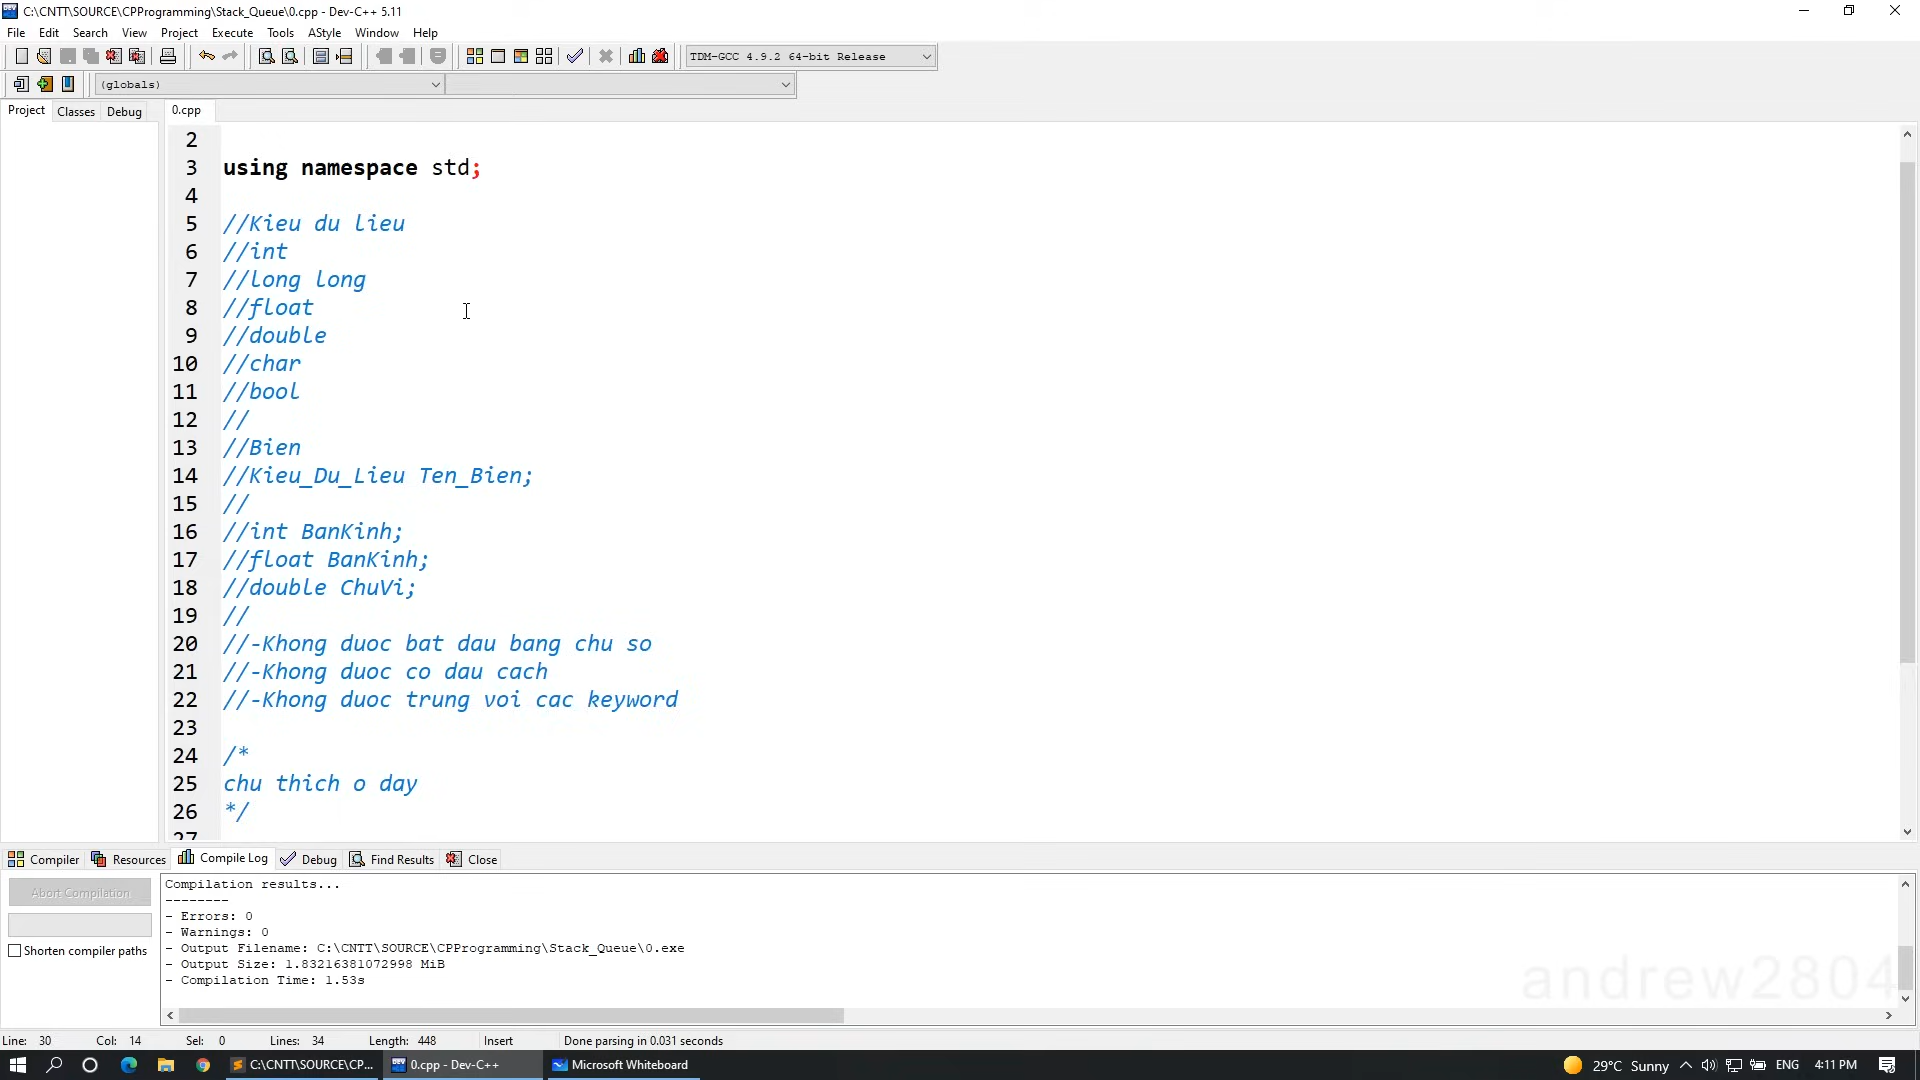 C:\CNTT\SOURCE\CPProgramming\Stack_Queue\0.cpp - Dev-C++ 5.11
File Edit Search View Project Execute Tools AStyle Window Help
TDM-GCC 4.9.2 64-bit Release
(globals)
Project Classes Debug 0.cpp
2
3 using namespace std;
4
5 //Kieu du lieu
6 //int
7 //long long
8 //float
9 //double
10 //char
11 //bool
12 //
13 //Bien
14 //Kieu_Du_Lieu Ten_Bien;
15 //
16 //int BanKinh;
17 //float BanKinh;
18 //double ChuVi;
19 //
20 //-Khong duoc bat dau bang chu so
21 //-Khong duoc co dau cach
22 //-Khong duoc trung voi cac keyword
23
24 /*
25 chu thich o day
26 */
27
Compiler Resources Compile Log Debug Find Results Close
Abort Compilation
Shorten compiler paths
Compilation results...
--------
- Errors: 0
- Warnings: 0
- Output Filename: C:\CNTT\SOURCE\CPProgramming\Stack_Queue\0.exe
- Output Size: 1.83216381072998 MiB
- Compilation Time: 1.53s
andrew2804
Line: 30 Col: 14 Sel: 0 Lines: 34 Length: 448 Insert Done parsing in 0.031 seconds
C:\CNTT\SOURCE\CP... 0.cpp - Dev-C++ Microsoft Whiteboard 29°C Sunny ENG 4:11 PM